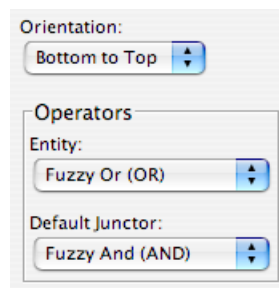 Orientation:
Bottom to Top
Operators
Entity:
Fuzzy Or (OR)
Default Junctor:
Fuzzy And (AND)